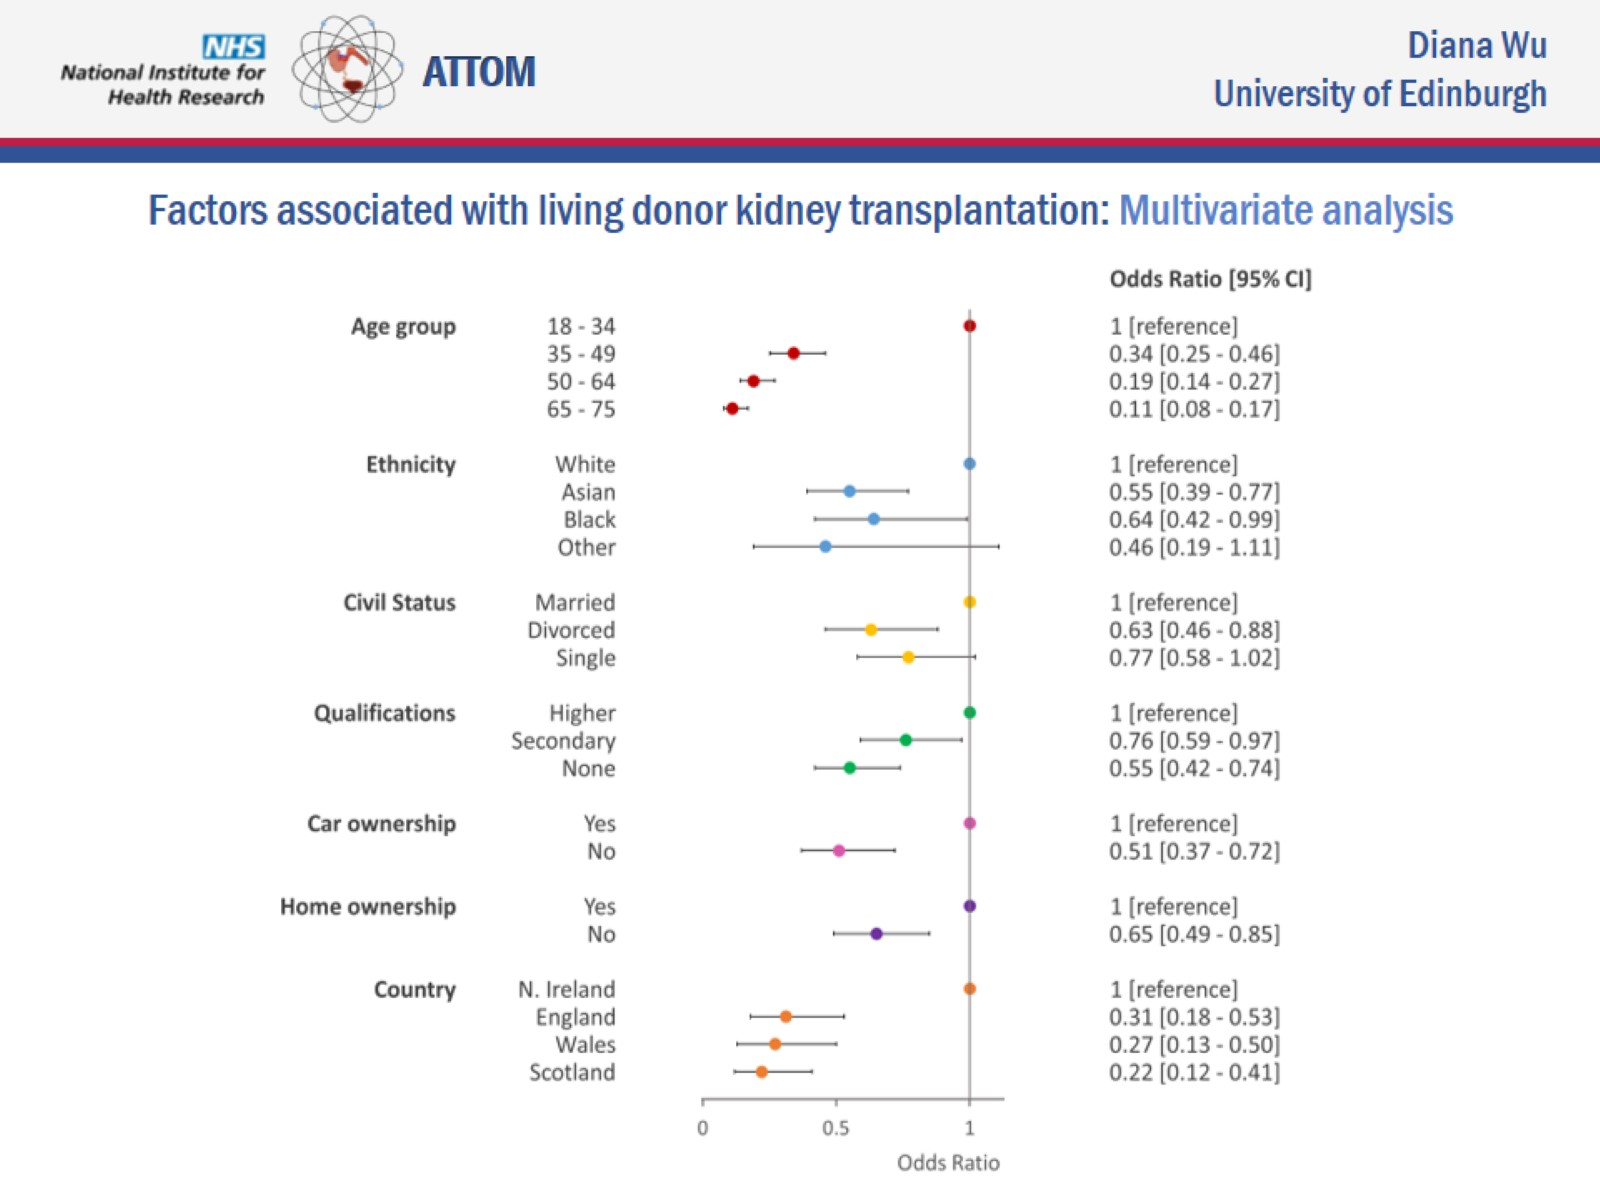 NHS
National Institute for
Health Research
ATTOM
Diana Wu
University of Edinburgh
Factors associated with living donor kidney transplantation: Multivariate analysis
Odds Ratio [95% CI]
Age group 18 - 34 1 [reference]
35 - 49 0.34 [0.25 - 0.46]
50 - 64 0.19 [0.14 - 0.27]
65 - 75 0.11 [0.08 - 0.17]
Ethnicity White 1 [reference]
Asian 0.55 [0.39 - 0.77]
Black 0.64 [0.42 - 0.99]
Other 0.46 [0.19 - 1.11]
Civil Status Married 1 [reference]
Divorced 0.63 [0.46 - 0.88]
Single 0.77 [0.58 - 1.02]
Qualifications Higher 1 [reference]
Secondary 0.76 [0.59 - 0.97]
None 0.55 [0.42 - 0.74]
Car ownership Yes 1 [reference]
No 0.51 [0.37 - 0.72]
Home ownership Yes 1 [reference]
No 0.65 [0.49 - 0.85]
Country N. Ireland 1 [reference]
England 0.31 [0.18 - 0.53]
Wales 0.27 [0.13 - 0.50]
Scotland 0.22 [0.12 - 0.41]
0 0.5 1
Odds Ratio